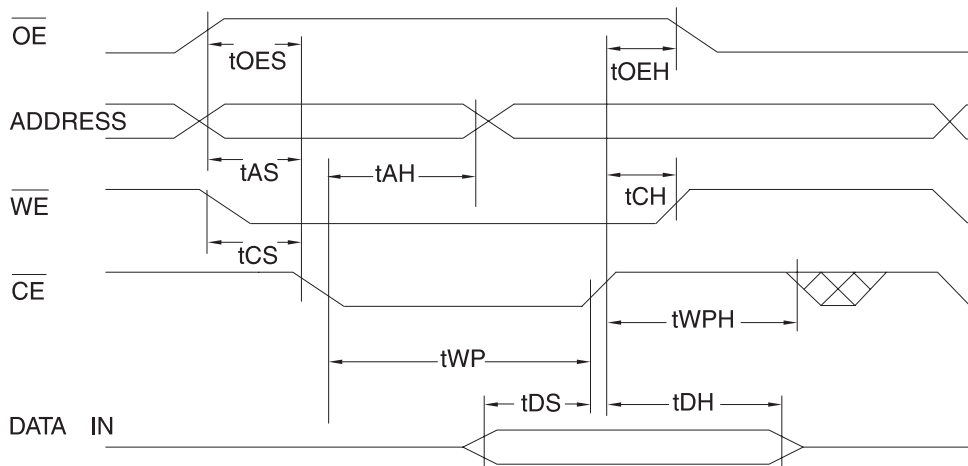 OE
tOES
tOEH
ADDRESS
tAS
tAH
WE
tCH
tCS
CE
tWPH
tWP
tDS
tDH
DATA IN